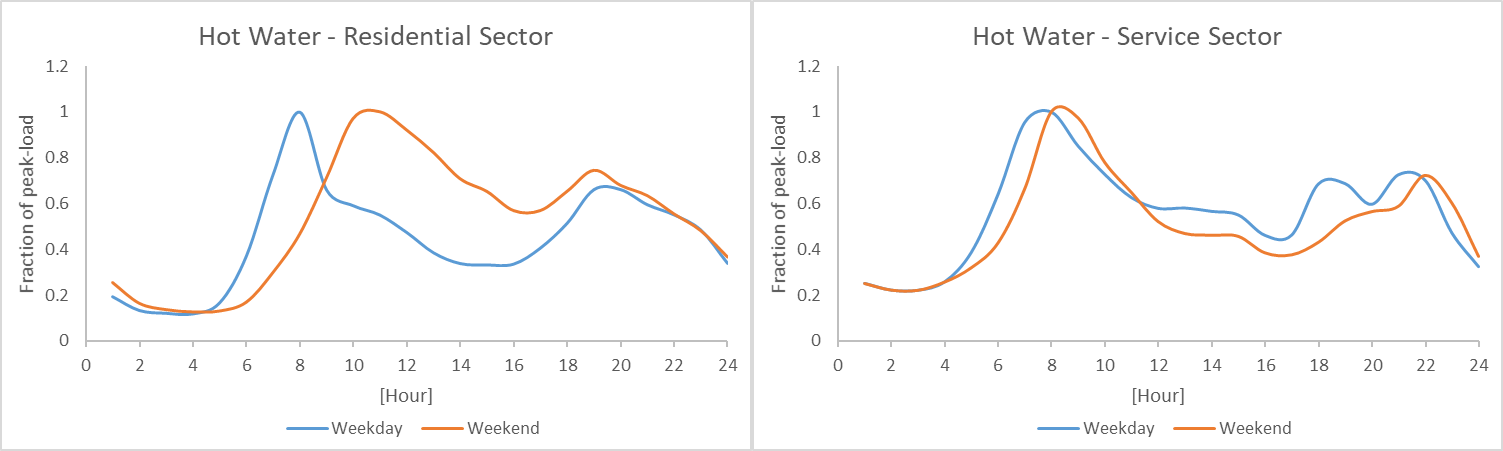 Hot Water - Residential Sector
Fraction of peak-load
1.2
1
0.8
0.6
0.4
0.2
0
0 2 4 6 8 10 12 14 16 18 20 22 24
[Hour]
Weekday Weekend
Hot Water - Service Sector
Fraction of peak-load
1.2
1
0.8
0.6
0.4
0.2
0
0 2 4 6 8 10 12 14 16 18 20 22 24
[Hour]
Weekday Weekend